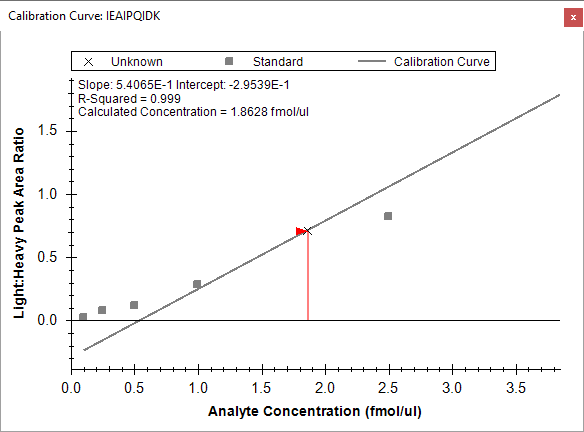 Calibration Curve: IEAIPQIDK
x
Unknown Standard Calibration Curve
Slope: 5.4065E-1 Intercept: -2.9539E-1
R-Squared = 0.999
Calculated Concentration = 1.8628 fmol/ul
Light:Heavy Peak Area Ratio
1.5
1.0
0.5
0.0
0.0 0.5 1.0 1.5 2.0 2.5 3.0 3.5
Analyte Concentration (fmol/ul)